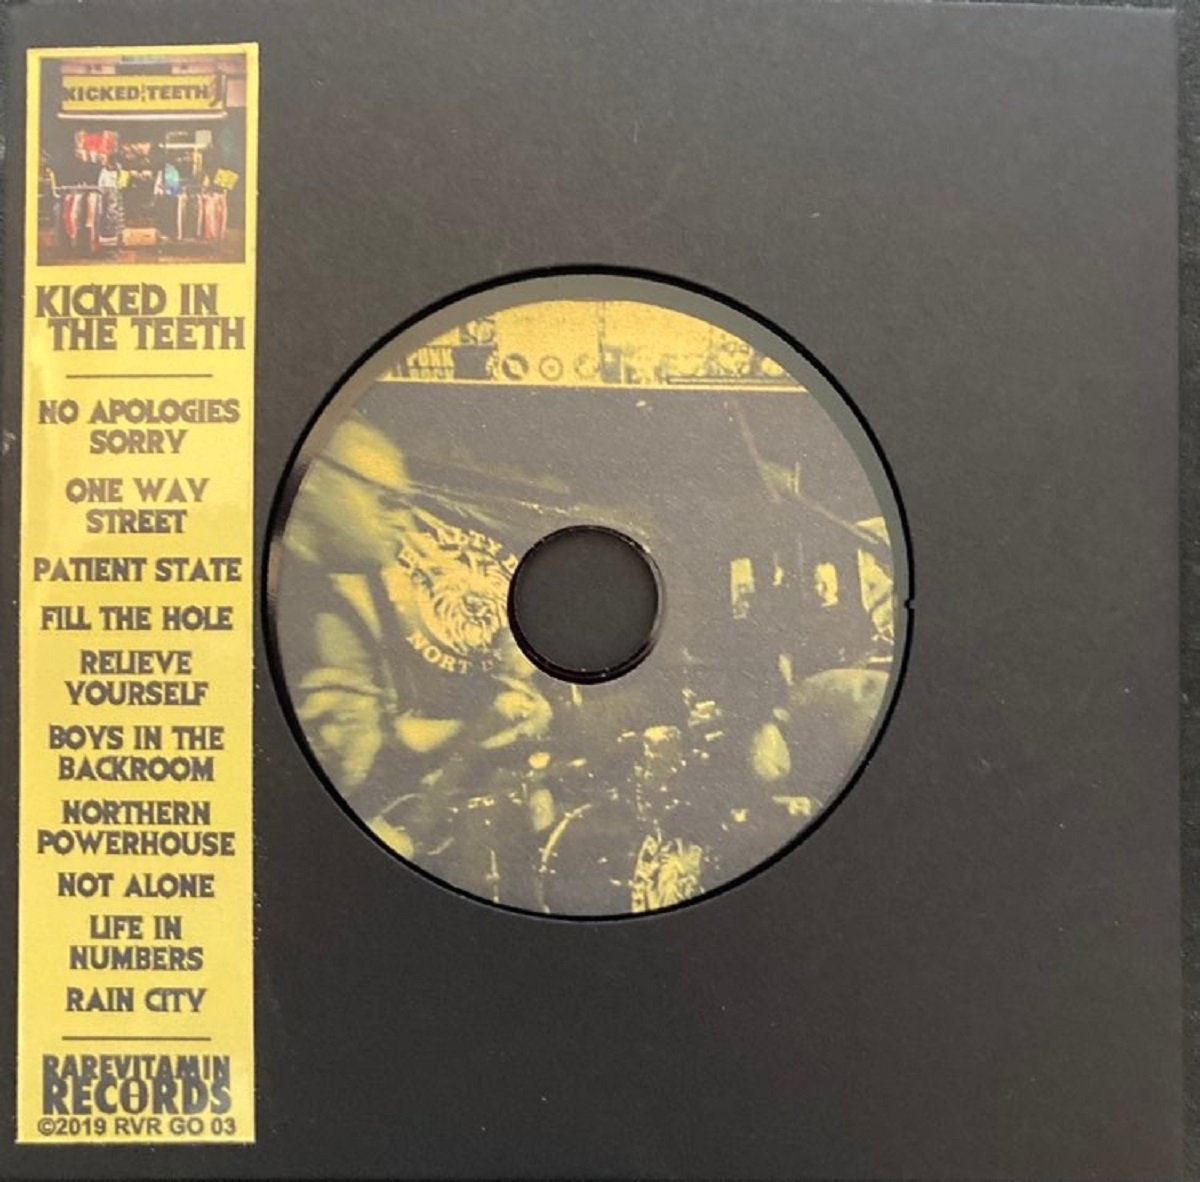 KICKED TEETH
KICKED IN
THE TEETH
NO APOLOGIES
SORRY
ONE WAY
STREET
PATIENT STATE
FILL THE HOLE
RELIEVE
YOURSELF
BOYS IN THE
BACKROOM
NORTHERN
POWERHOUSE
NOT ALONE
LIFE IN
NUMBERS
RAIN CITY
RAREVITAMIN
RECORDS
©2019 RVR GO 03
PUNK
SALTY D
NORT